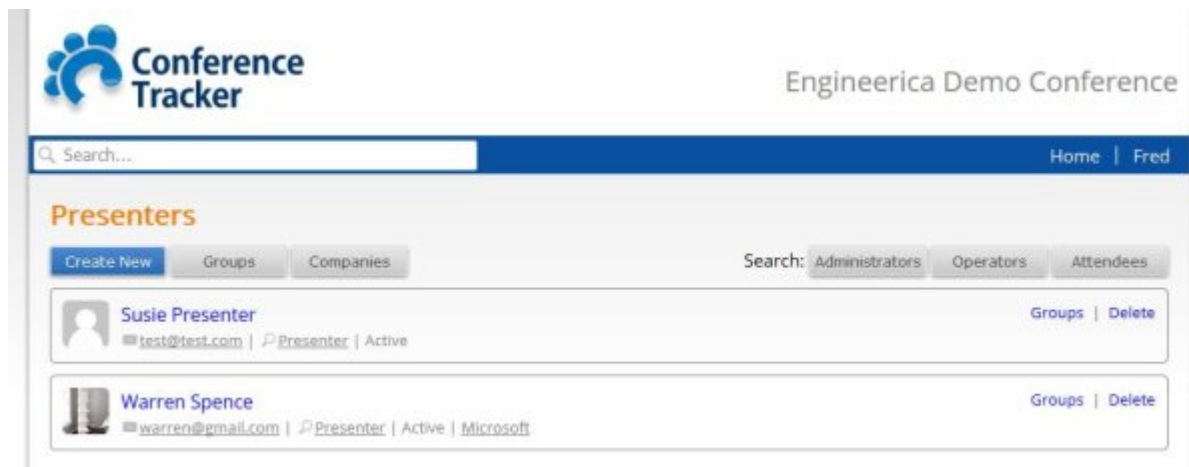 Conference
Tracker
Engineerica Demo Conference
Search...
Home | Fred
Presenters
Create New Groups Companies Search: Administrators Operators Attendees
Susie Presenter Groups | Delete
test@test.com | Presenter | Active
Warren Spence Groups | Delete
warren@gmail.com | Presenter | Active | Microsoft